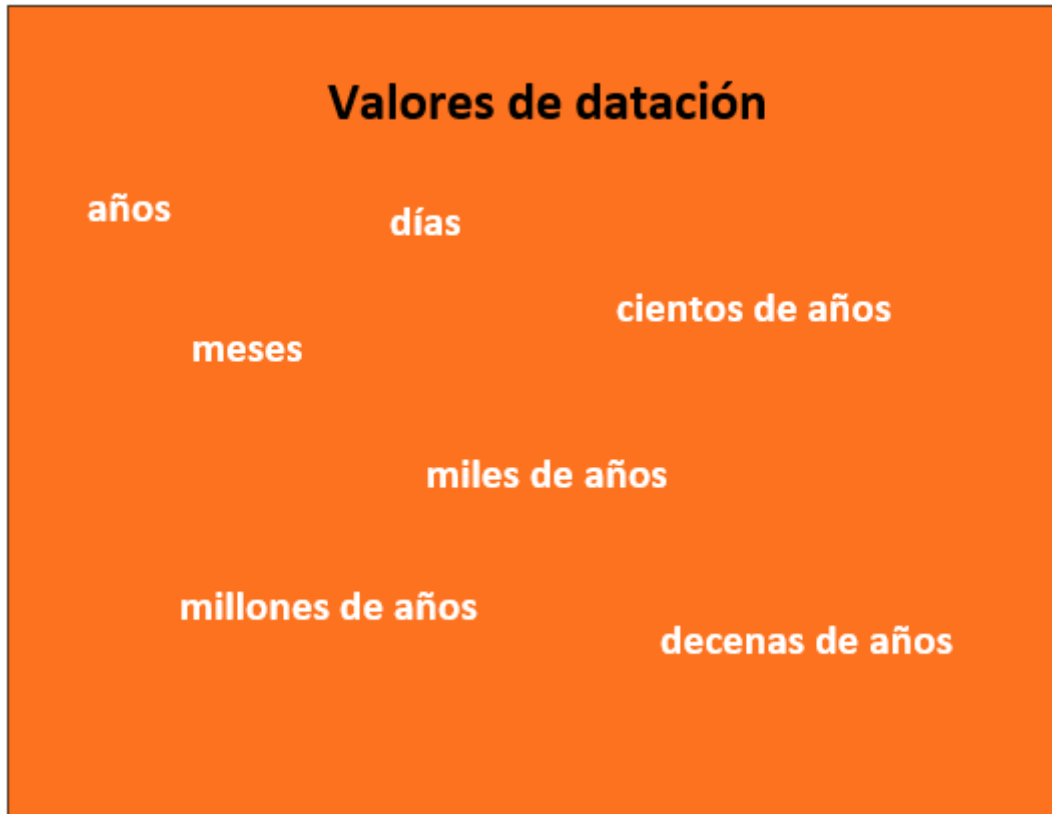 Valores de datación
años
días
cientos de años
meses
miles de años
millones de años
decenas de años